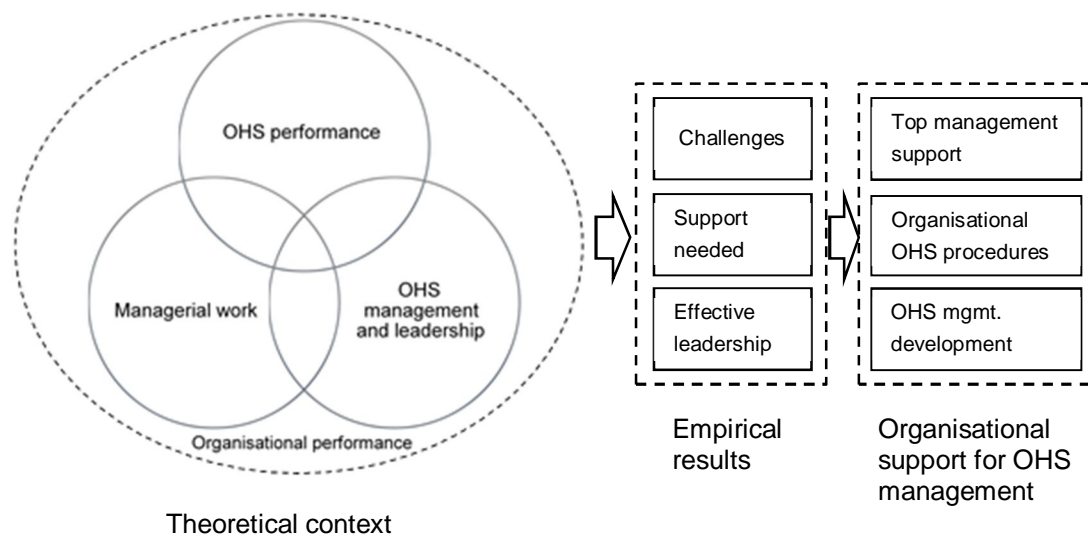 OHS performance
Managerial work
OHS
management
and leadership
Organisational performance
Theoretical context
Challenges
Support
needed
Effective
leadership
Empirical
results
Top management
support
Organisational
OHS procedures
OHS mgmt.
development
Organisational
support for OHS
management